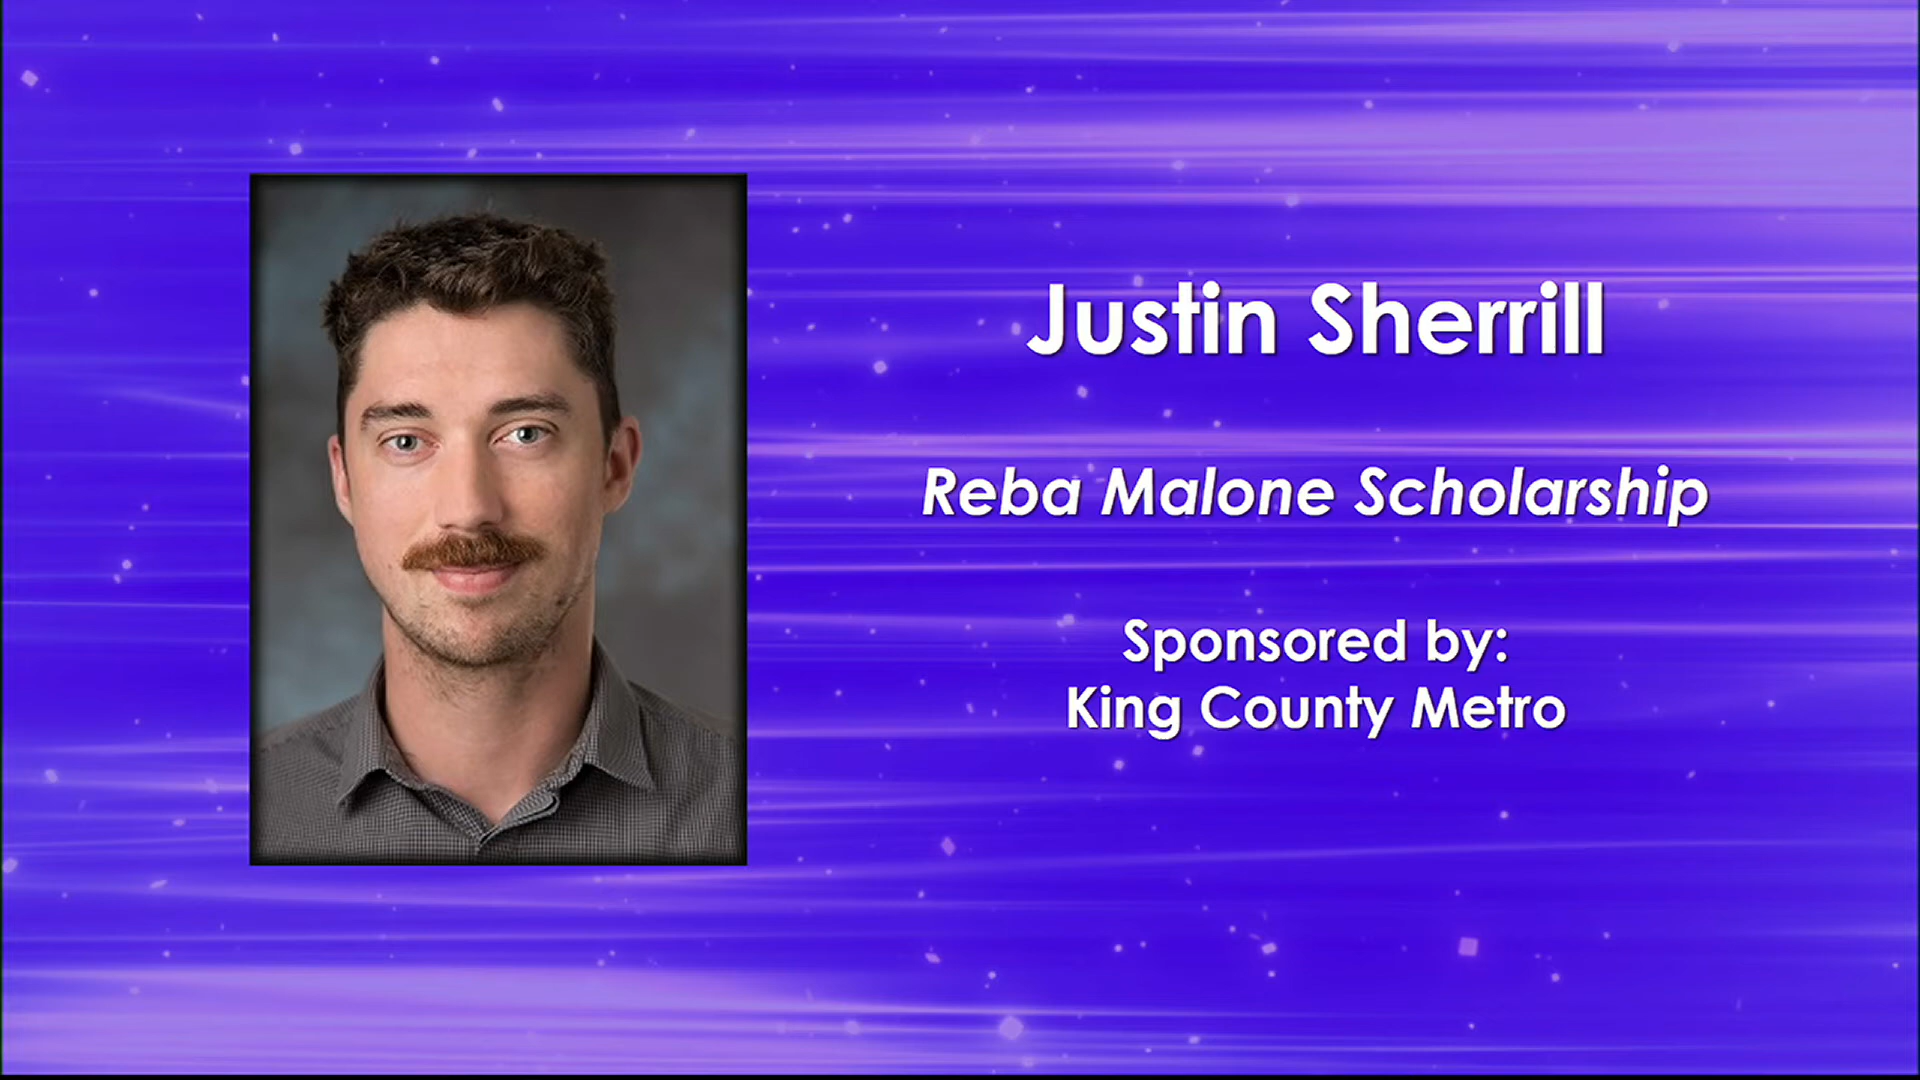 Justin Sherrill
Reba Malone Scholarship
Sponsored by:
King County Metro